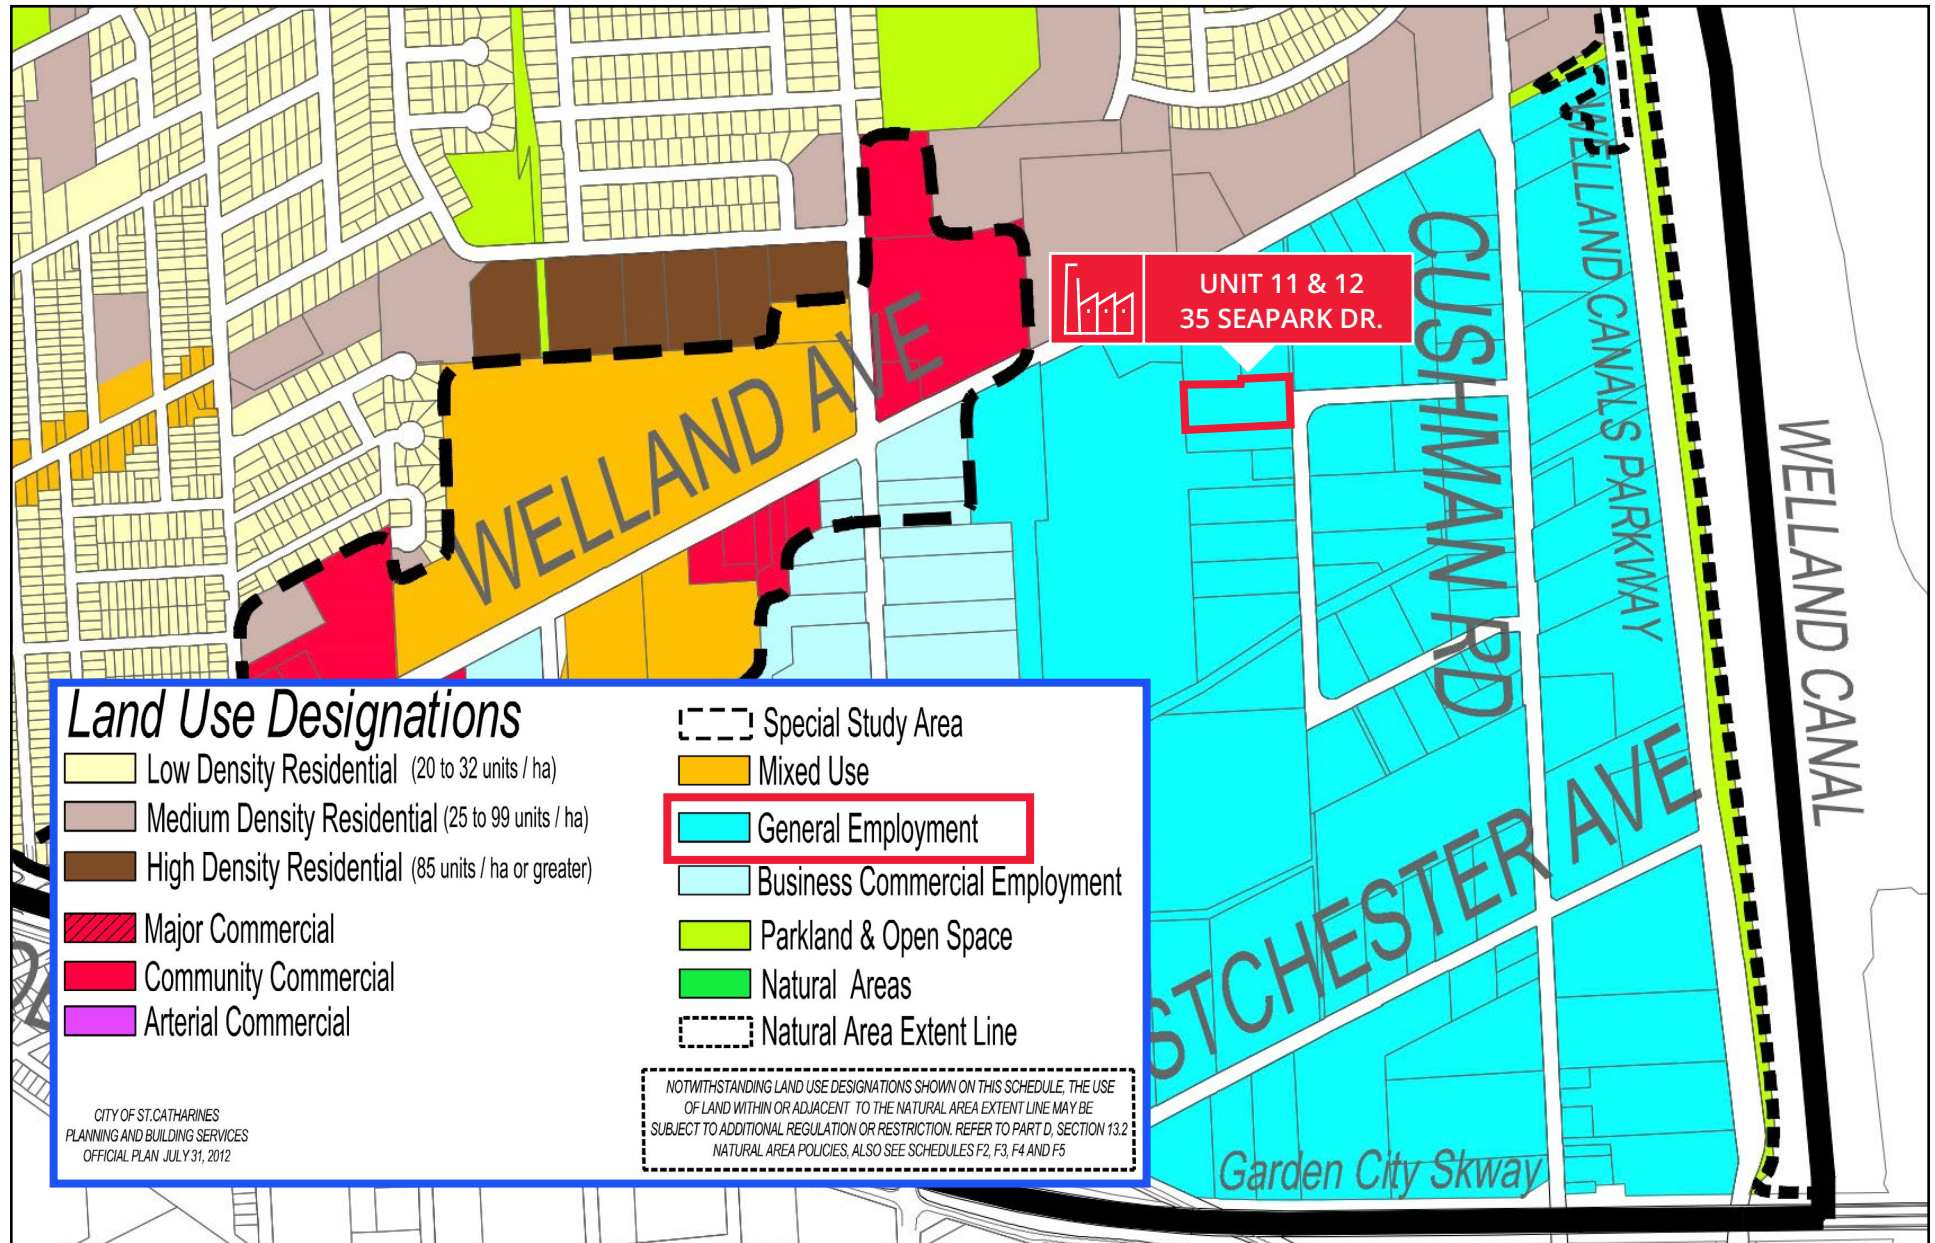 WELLAND CANALS PARKWAY
CUSHMAN RD
UNIT 11 & 12
35 SEAPARK DR.
WELLAND AVE
WELLAND CANAL
STCHESTER AVE
Garden City Skway
Land Use Designations
Low Density Residential (20 to 32 units / ha)
Medium Density Residential (25 to 99 units / ha)
High Density Residential (85 units / ha or greater)
Major Commercial
Community Commercial
Arterial Commercial
Special Study Area
Mixed Use
General Employment
Business Commercial Employment
Parkland & Open Space
Natural Areas
Natural Area Extent Line
CITY OF ST.CATHARINES
PLANNING AND BUILDING SERVICES
OFFICIAL PLAN JULY 31, 2012
NOTWITHSTANDING LAND USE DESIGNATIONS SHOWN ON THIS SCHEDULE, THE USE
OF LAND WITHIN OR ADJACENT TO THE NATURAL AREA EXTENT LINE MAY BE
SUBJECT TO ADDITIONAL REGULATION OR RESTRICTION. REFER TO PART D, SECTION 13.2
NATURAL AREA POLICIES, ALSO SEE SCHEDULES F2, F3, F4 AND F5